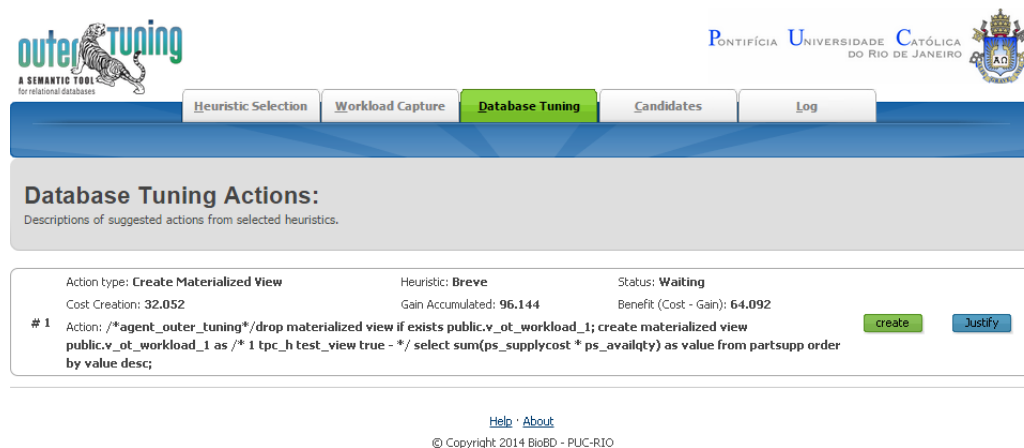 outer TUning
A SEMANTIC TOOL
for relational databases
PONTIFÍCIA UNIVERSIDADE CATÓLICA
DO RIO DE JANEIRO
ΑΩ
Heuristic Selection
Workload Capture
Database Tuning
Candidates
Log
Database Tuning Actions:
Descriptions of suggested actions from selected heuristics.
Action type: Create Materialized View
Heuristic: Breve
Status: Waiting
Cost Creation: 32.052
Gain Accumulated: 96.144
Benefit (Cost - Gain): 64.092
# 1
Action: /*agent_outer_tuning*/drop materialized view if exists public.v_ot_workload_1; create materialized view
public.v_ot_workload_1 as /* 1 tpc_h test_view true - */ select sum(ps_supplycost * ps_availqty) as value from partsupp order
by value desc;
create
Justify
Help · About
© Copyright 2014 BioBD - PUC-RIO